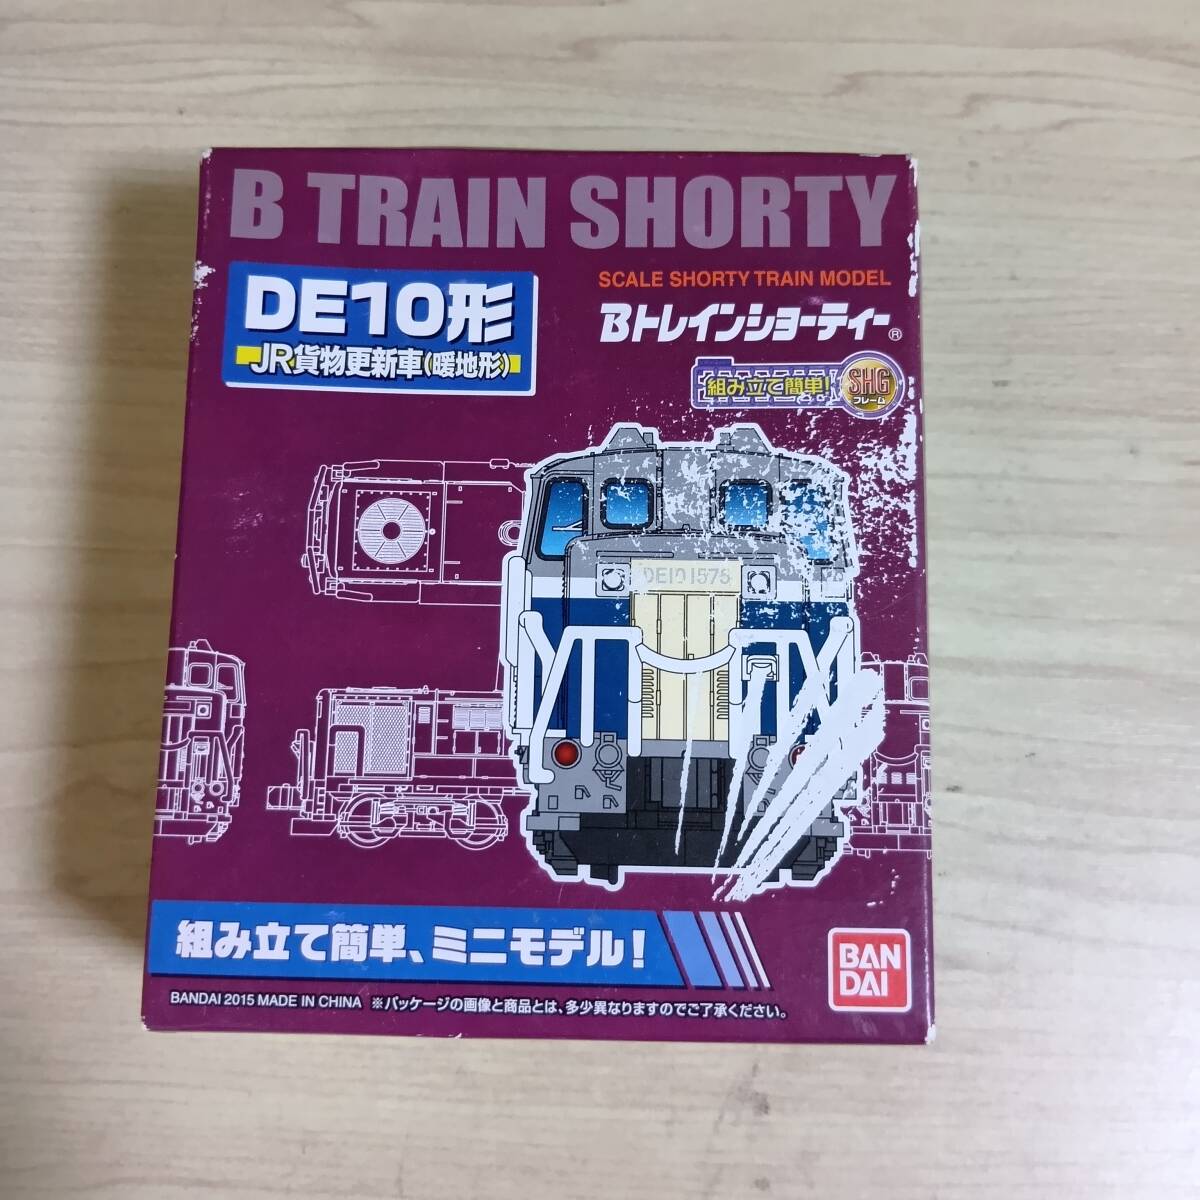 B TRAIN SHORTY
DE10形
JR貨物更新車(暖地形)
SCALE SHORTY TRAIN MODEL
Bトレインショーティー®
組み立て簡単!
SHG
フレーム
DE10 1576
組み立て簡単、ミニモデル!
BANDAI 2015 MADE IN CHINA ※パッケージの画像と商品とは、多少異なりますのでご了承ください。
BAN
DAI